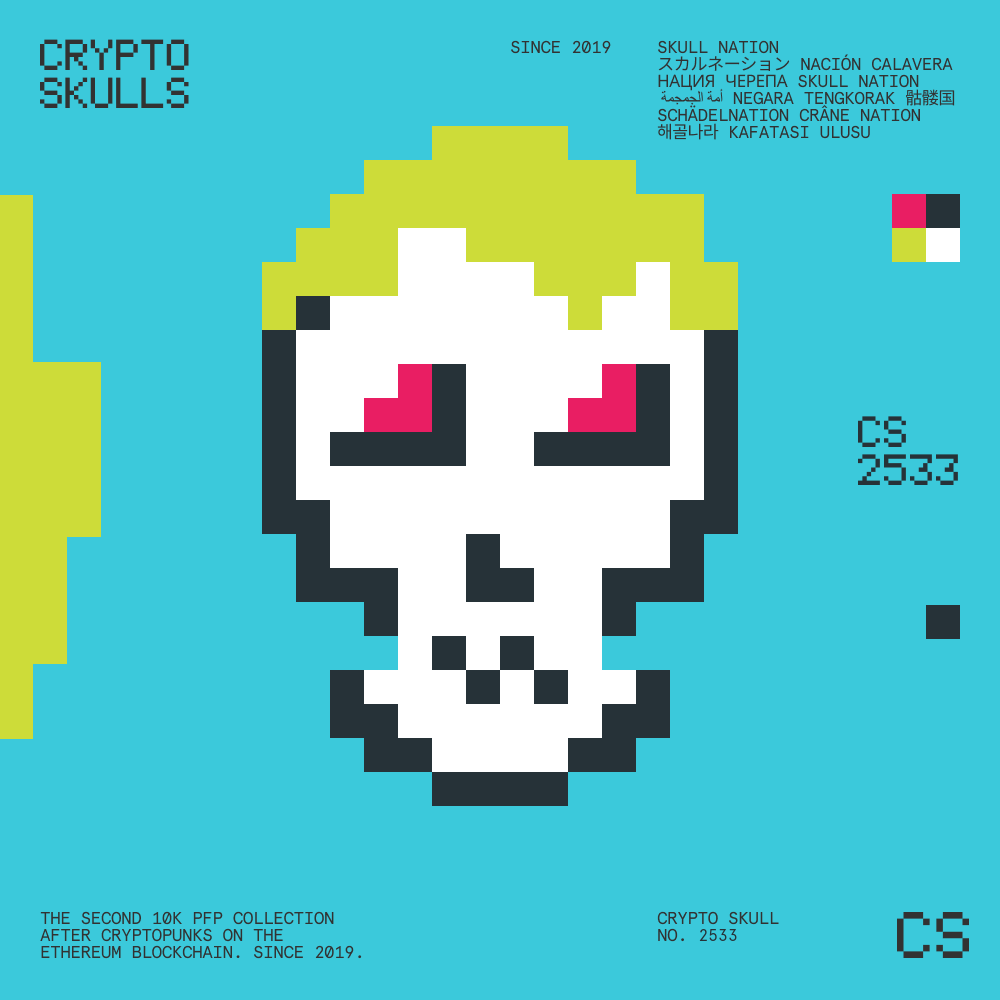 CRYPTO
SKULLS
SINCE 2019
SKULL NATION
スカルネーション NACIÓN CALAVERA
НАЦИЯ ЧЕРЕПА SKULL NATION
أمة الجمجمة NEGARA TENGKORAK 骷髅国
SCHÄDELNATION CRÂNE NATION
해골나라 KAFATASI ULUSU
CS
2533
THE SECOND 10K PFP COLLECTION
AFTER CRYPTOPUNKS ON THE
ETHEREUM BLOCKCHAIN. SINCE 2019.
CRYPTO SKULL
NO. 2533
CS